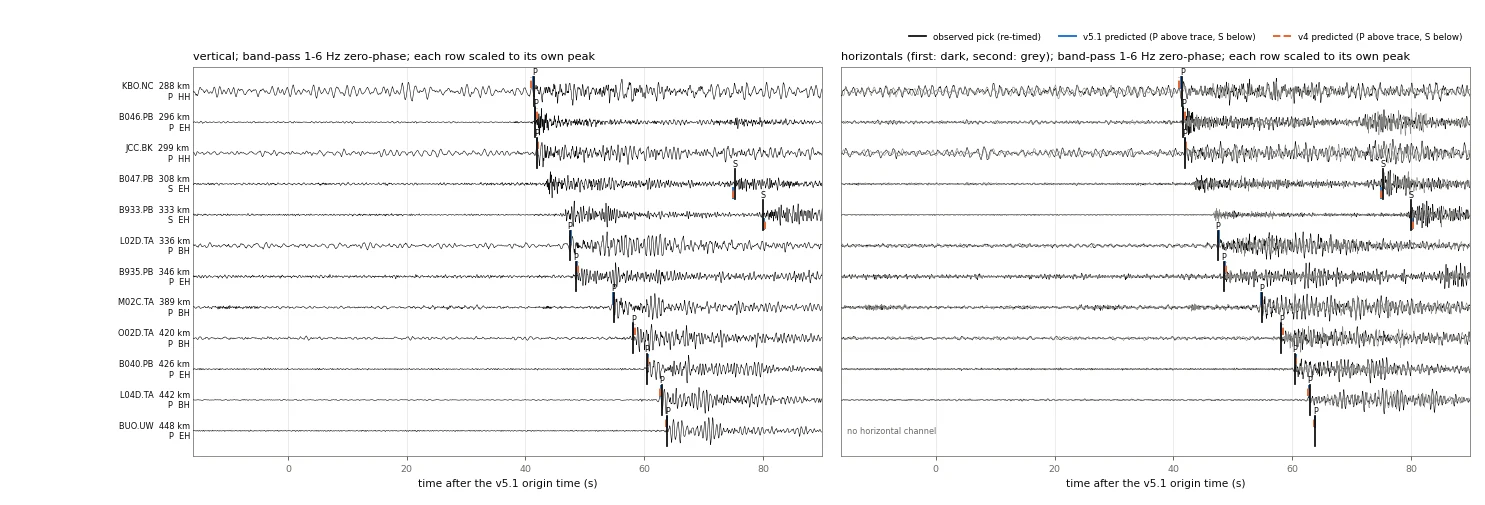 observed pick (re-timed)
v5.1 predicted (P above trace, S below)
v4 predicted (P above trace, S below)
vertical; band-pass 1-6 Hz zero-phase; each row scaled to its own peak
horizontals (first: dark, second: grey); band-pass 1-6 Hz zero-phase; each row scaled to its own peak
KBO.NC 288 km
P HH
B046.PB 296 km
P EH
JCC.BK 299 km
P HH
B047.PB 308 km
S EH
B933.PB 333 km
S EH
L02D.TA 336 km
P BH
B935.PB 346 km
P EH
M02C.TA 389 km
P BH
O02D.TA 420 km
P BH
B040.PB 426 km
P EH
L04D.TA 442 km
P BH
BUO.UW 448 km
P EH
P
S
S
P
P
P
P
P
P
P
P
S
S
P
P
P
P
P
P
P
no horizontal channel
0 20 40 60 80
0 20 40 60 80
time after the v5.1 origin time (s)
time after the v5.1 origin time (s)